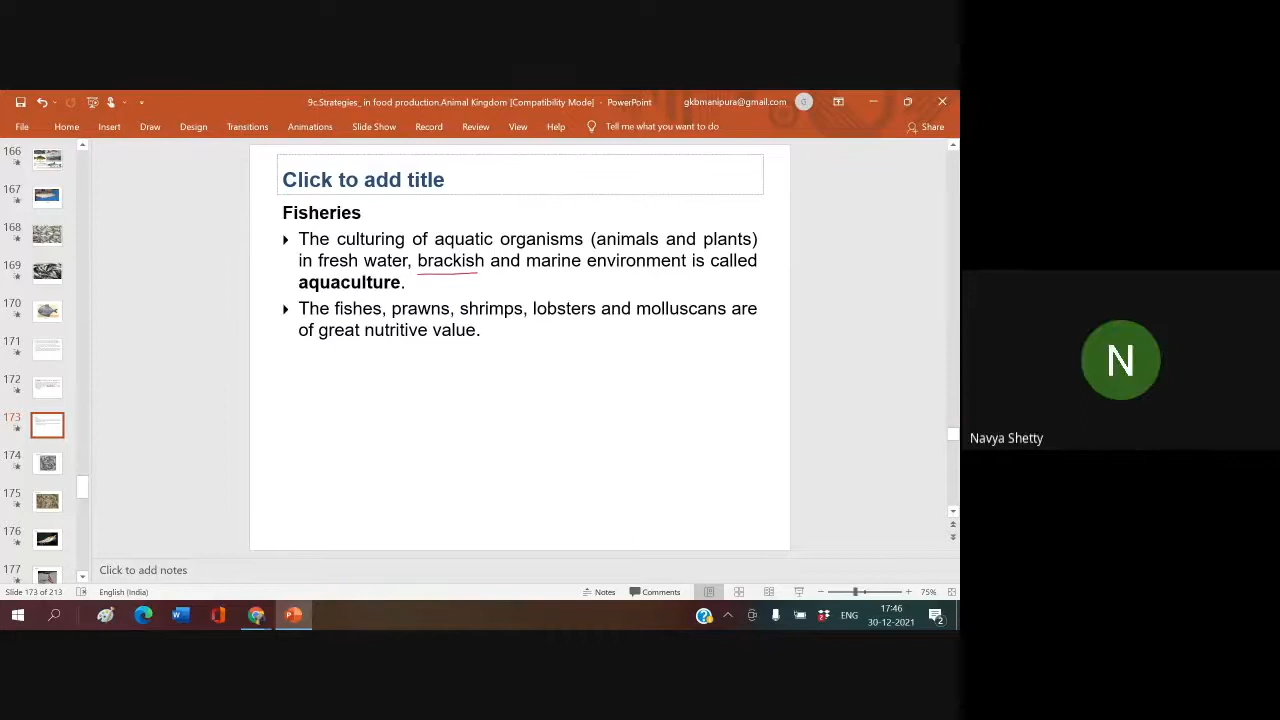 9c.Strategies_ in food production.Animal Kingdom [Compatibility Mode] - PowerPoint
gkbmanipura@gmail.com
G
File Home Insert Draw Design Transitions Animations Slide Show Record Review View Help Tell me what you want to do Share
166
167
168
169
170
171
172
173
174
175
176
177
Click to add title
Fisheries
The culturing of aquatic organisms (animals and plants)
in fresh water, brackish and marine environment is called
aquaculture.
The fishes, prawns, shrimps, lobsters and molluscans are
of great nutritive value.
N
Navya Shetty
Click to add notes
Slide 173 of 213 English (India) Notes Comments 75%
ENG
17:46
30-12-2021
2